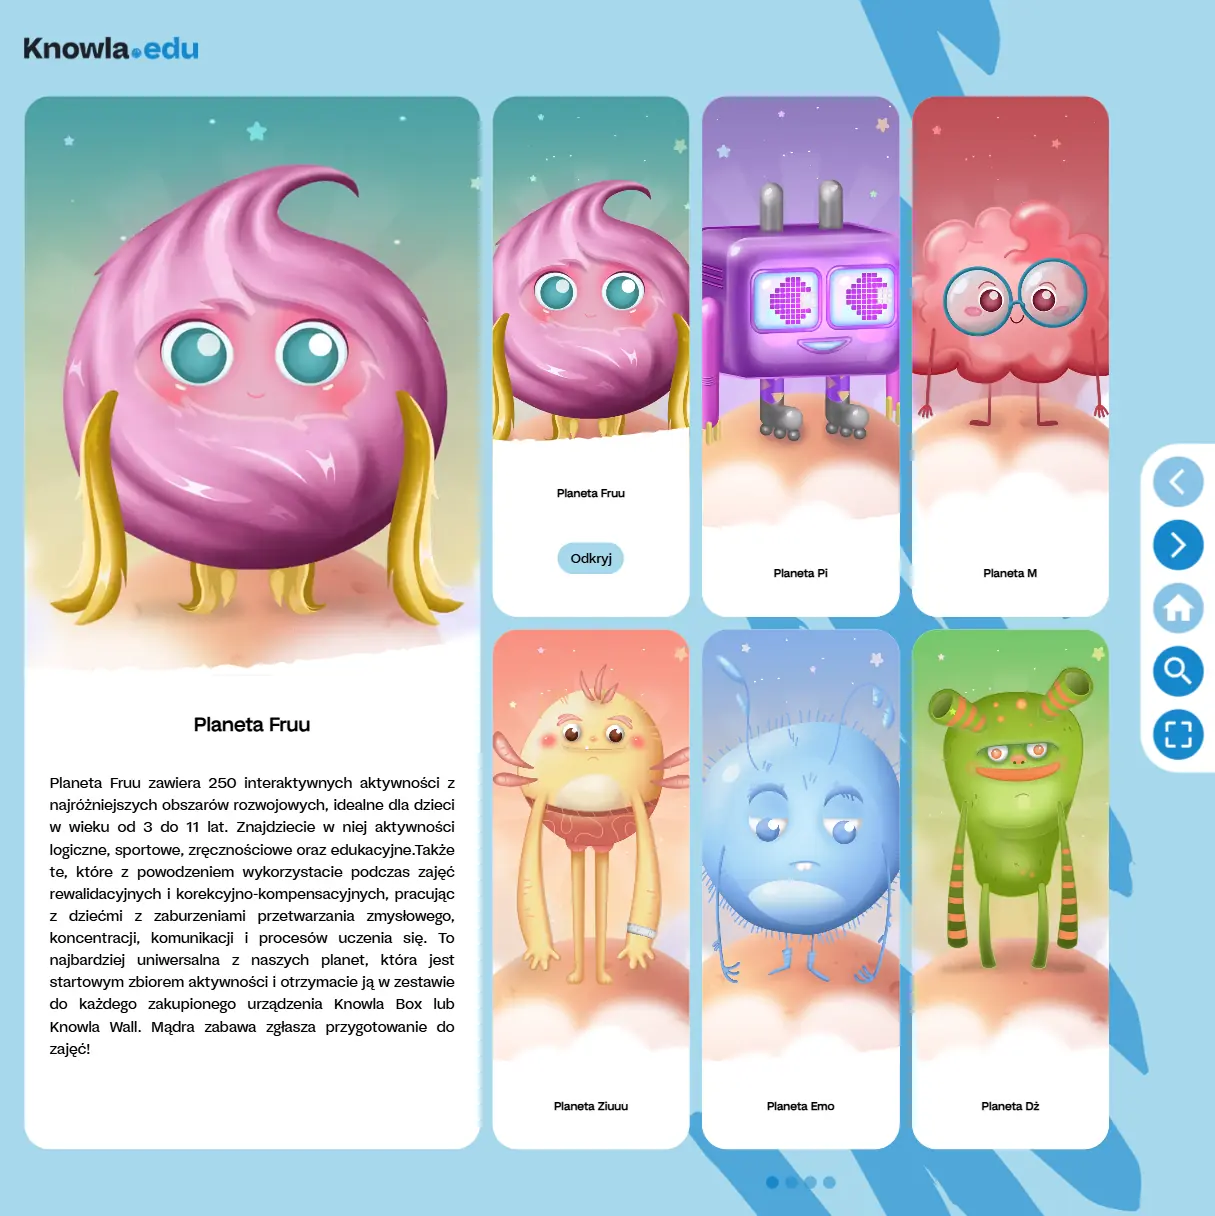 Knowla.edu
Planeta Fruu
Planeta Fruu zawiera 250 interaktywnych aktywności z
najróżniejszych obszarów rozwojowych, idealne dla dzieci
w wieku od 3 do 11 lat. Znajdziecie w niej aktywności
logiczne, sportowe, zręcznościowe oraz edukacyjne.Także
te, które z powodzeniem wykorzystacie podczas zajęć
rewalidacyjnych i korekcyjno-kompensacyjnych, pracując
z dziećmi z zaburzeniami przetwarzania zmysłowego,
koncentracji, komunikacji i procesów uczenia się. To
najbardziej uniwersalna z naszych planet, która jest
startowym zbiorem aktywności i otrzymacie ją w zestawie
do każdego zakupionego urządzenia Knowla Box lub
Knowla Wall. Mądra zabawa zgłasza przygotowanie do
zajęć!
Planeta Fruu
Odkryj
Planeta Pi
Planeta M
Planeta Ziuuu
Planeta Emo
Planeta Dż